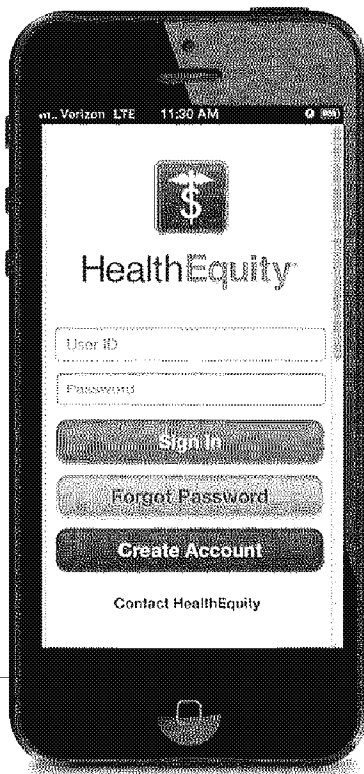 Verizon LTE 11:30 AM
$
HealthEquity
User ID
Password
Sign In
Forgot Password
Create Account
Contact HealthEquity